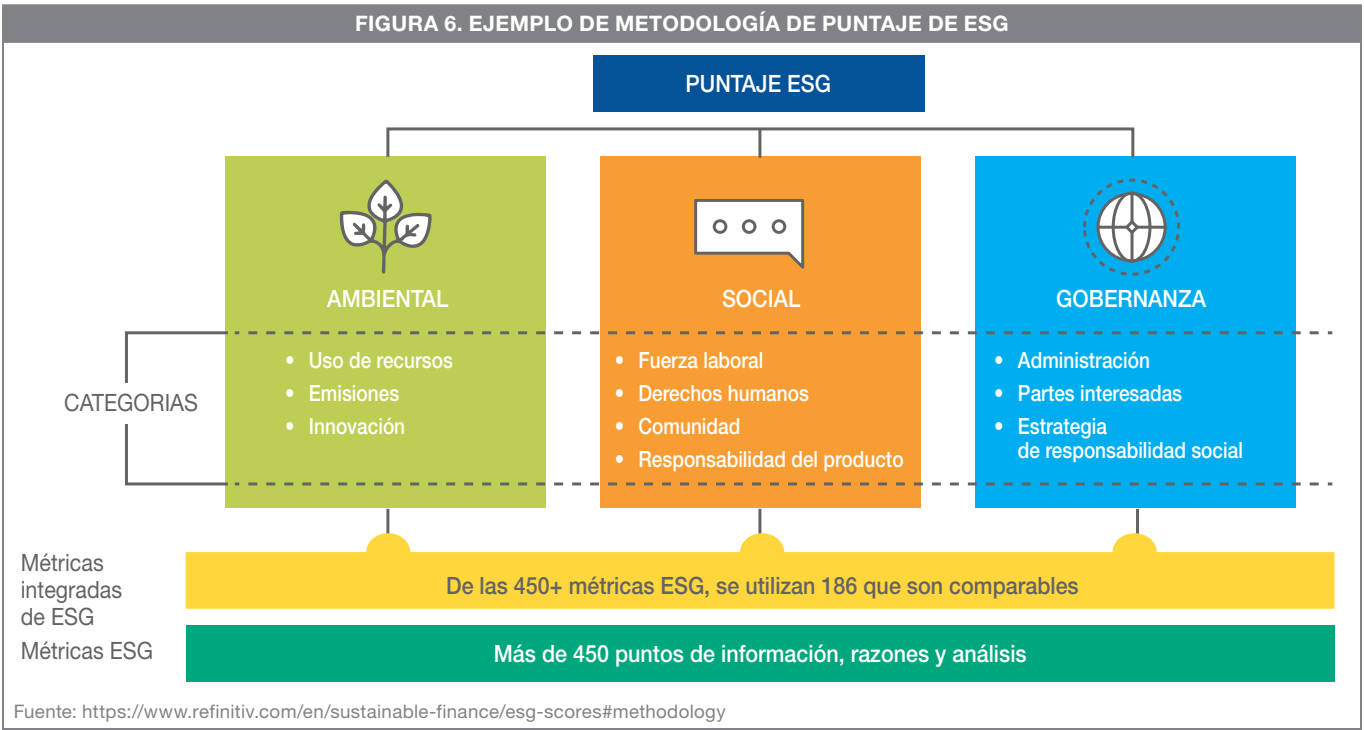 FIGURA 6. EJEMPLO DE METODOLOGÍA DE PUNTAJE DE ESG
PUNTAJE ESG
AMBIENTAL
SOCIAL
GOBERNANZA
CATEGORIAS
• Uso de recursos
• Emisiones
• Innovación
• Fuerza laboral
• Derechos humanos
• Comunidad
• Responsabilidad del producto
• Administración
• Partes interesadas
• Estrategia
de responsabilidad social
Métricas
integradas
de ESG
De las 450+ métricas ESG, se utilizan 186 que son comparables
Métricas ESG
Más de 450 puntos de información, razones y análisis
Fuente: https://www.refinitiv.com/en/sustainable-finance/esg-scores#methodology